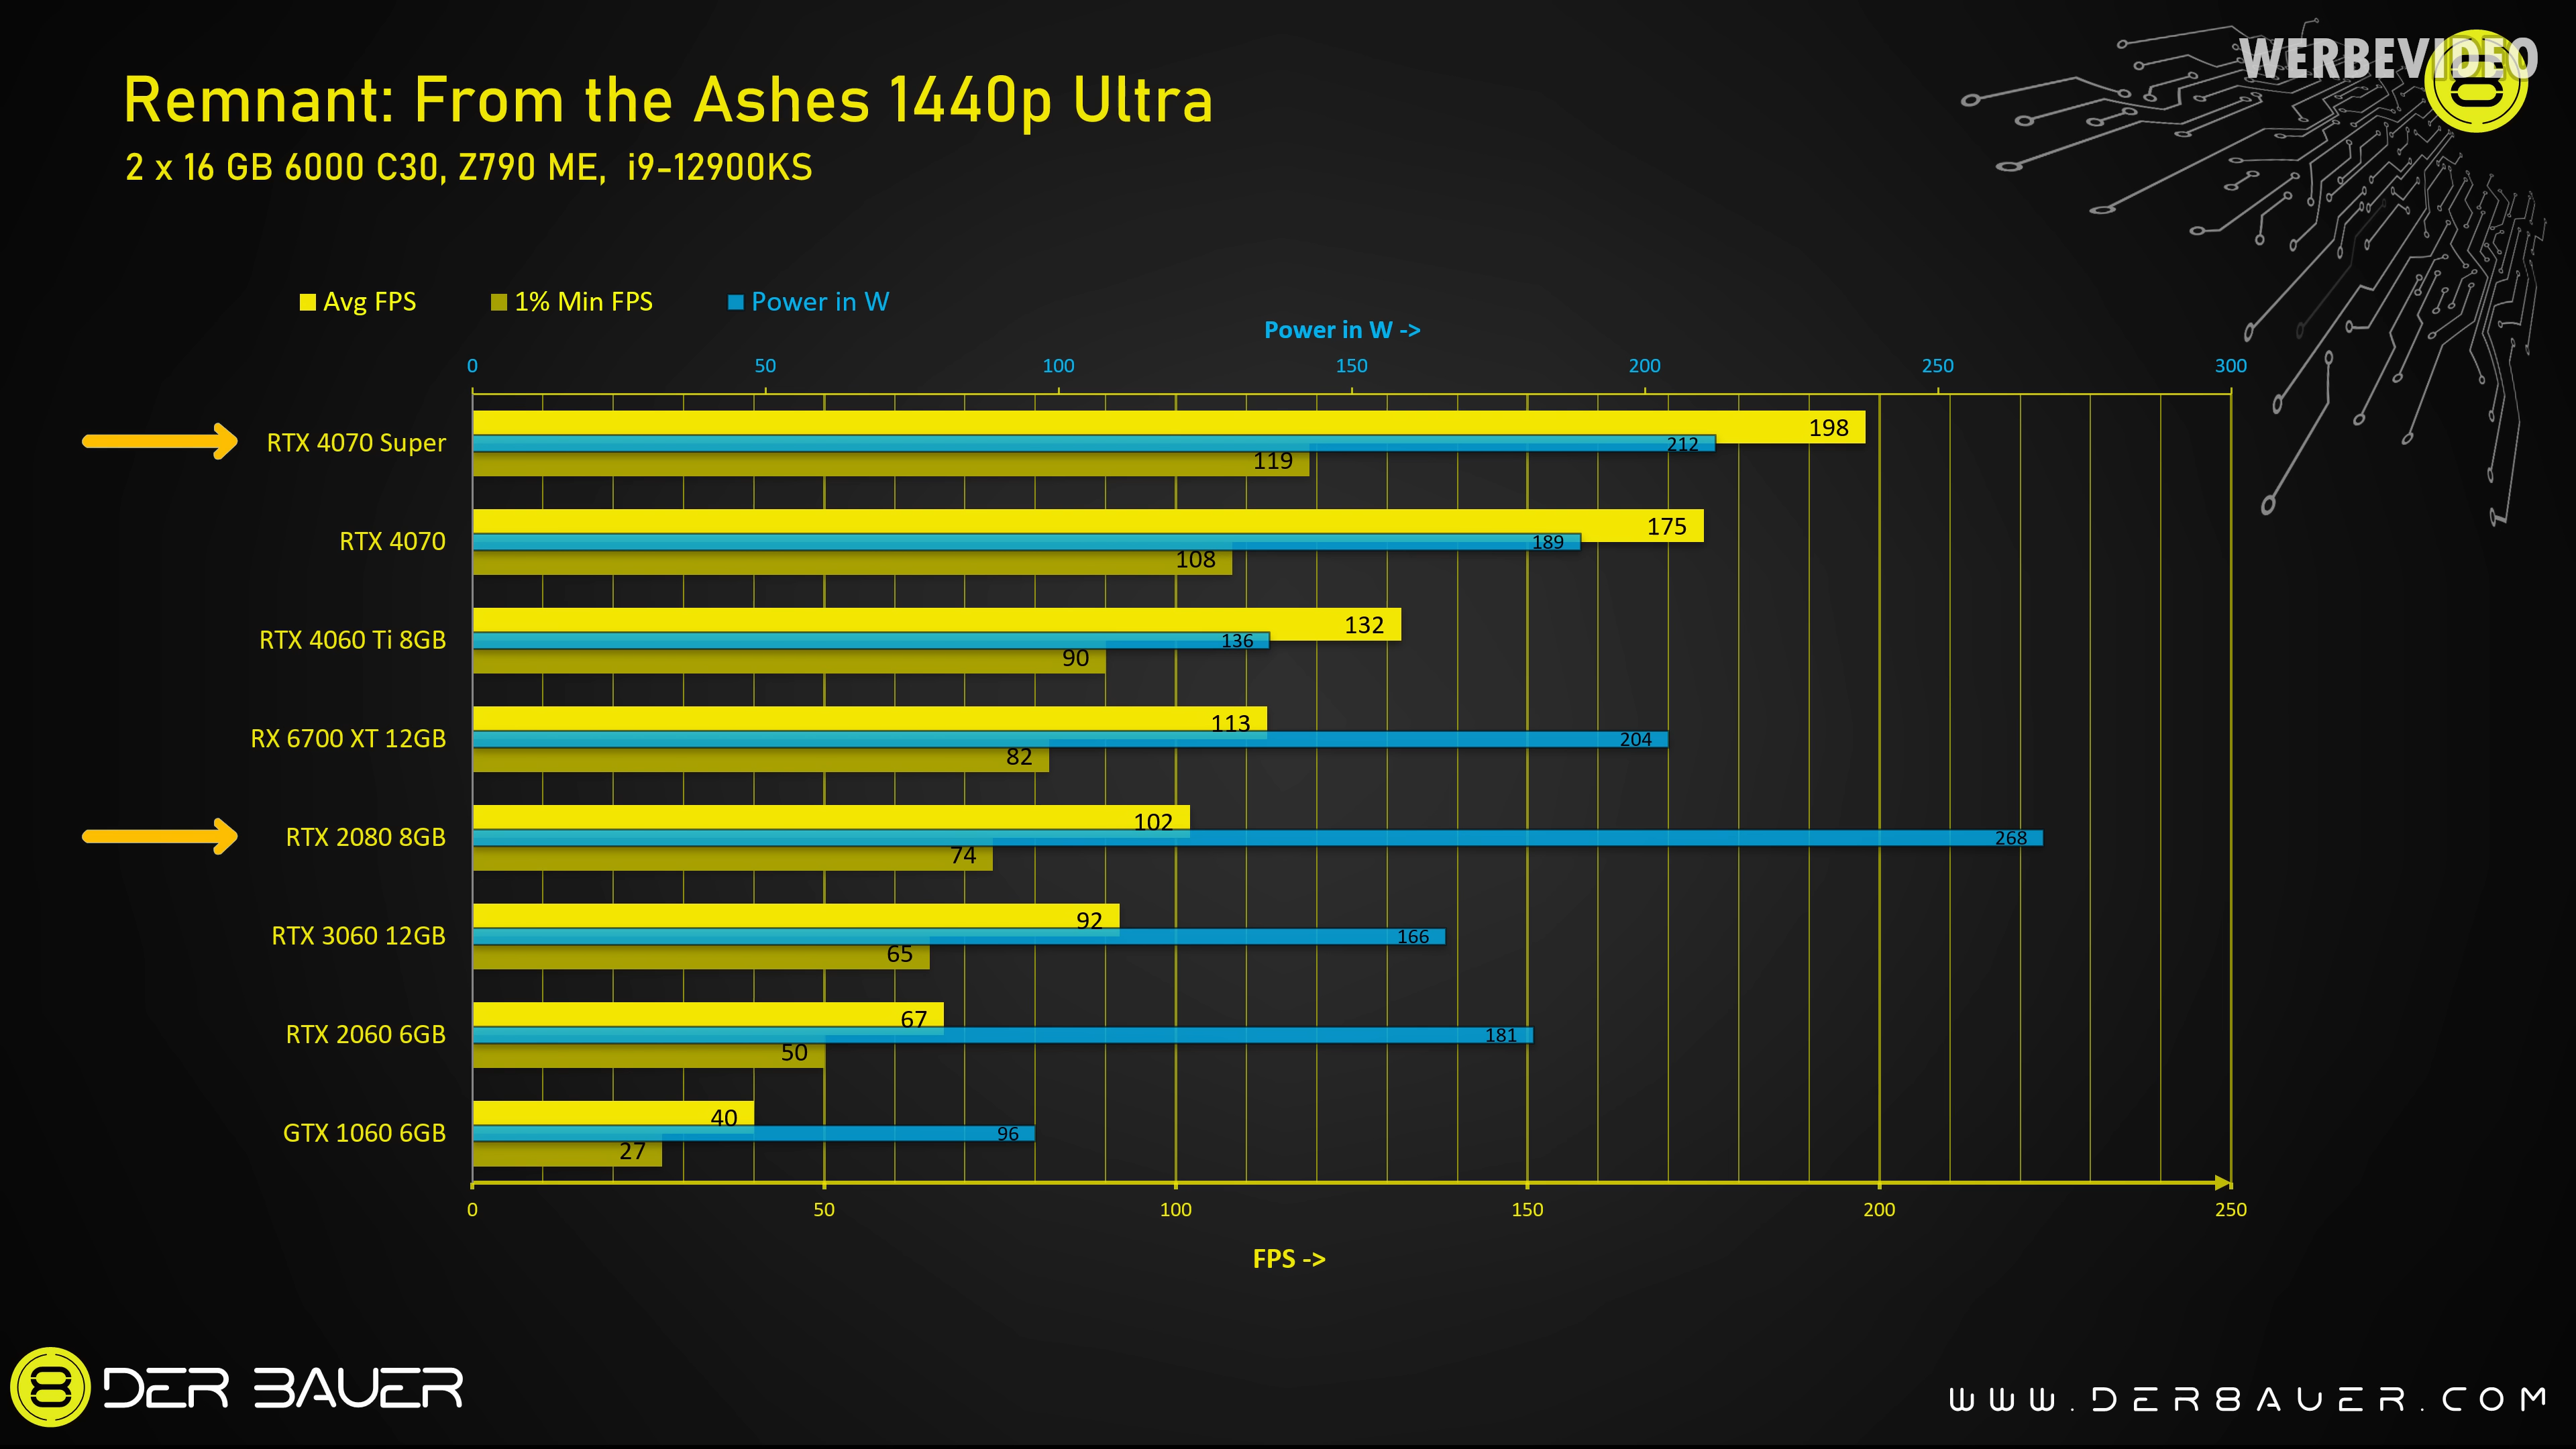 WERBEVIDEO
Remnant: From the Ashes 1440p Ultra
2 x 16 GB 6000 C30, Z790 ME, i9-12900KS
Avg FPS 1% Min FPS Power in W
Power in W ->
0 50 100 150 200 250 300
RTX 4070 Super 198 212 119
RTX 4070 175 189 108
RTX 4060 Ti 8GB 132 136 90
RX 6700 XT 12GB 113 204 82
RTX 2080 8GB 102 268 74
RTX 3060 12GB 92 166 65
RTX 2060 6GB 67 181 50
GTX 1060 6GB 40 96 27
0 50 100 150 200 250
FPS ->
DER 8AUER
WWW.DER8AUER.COM